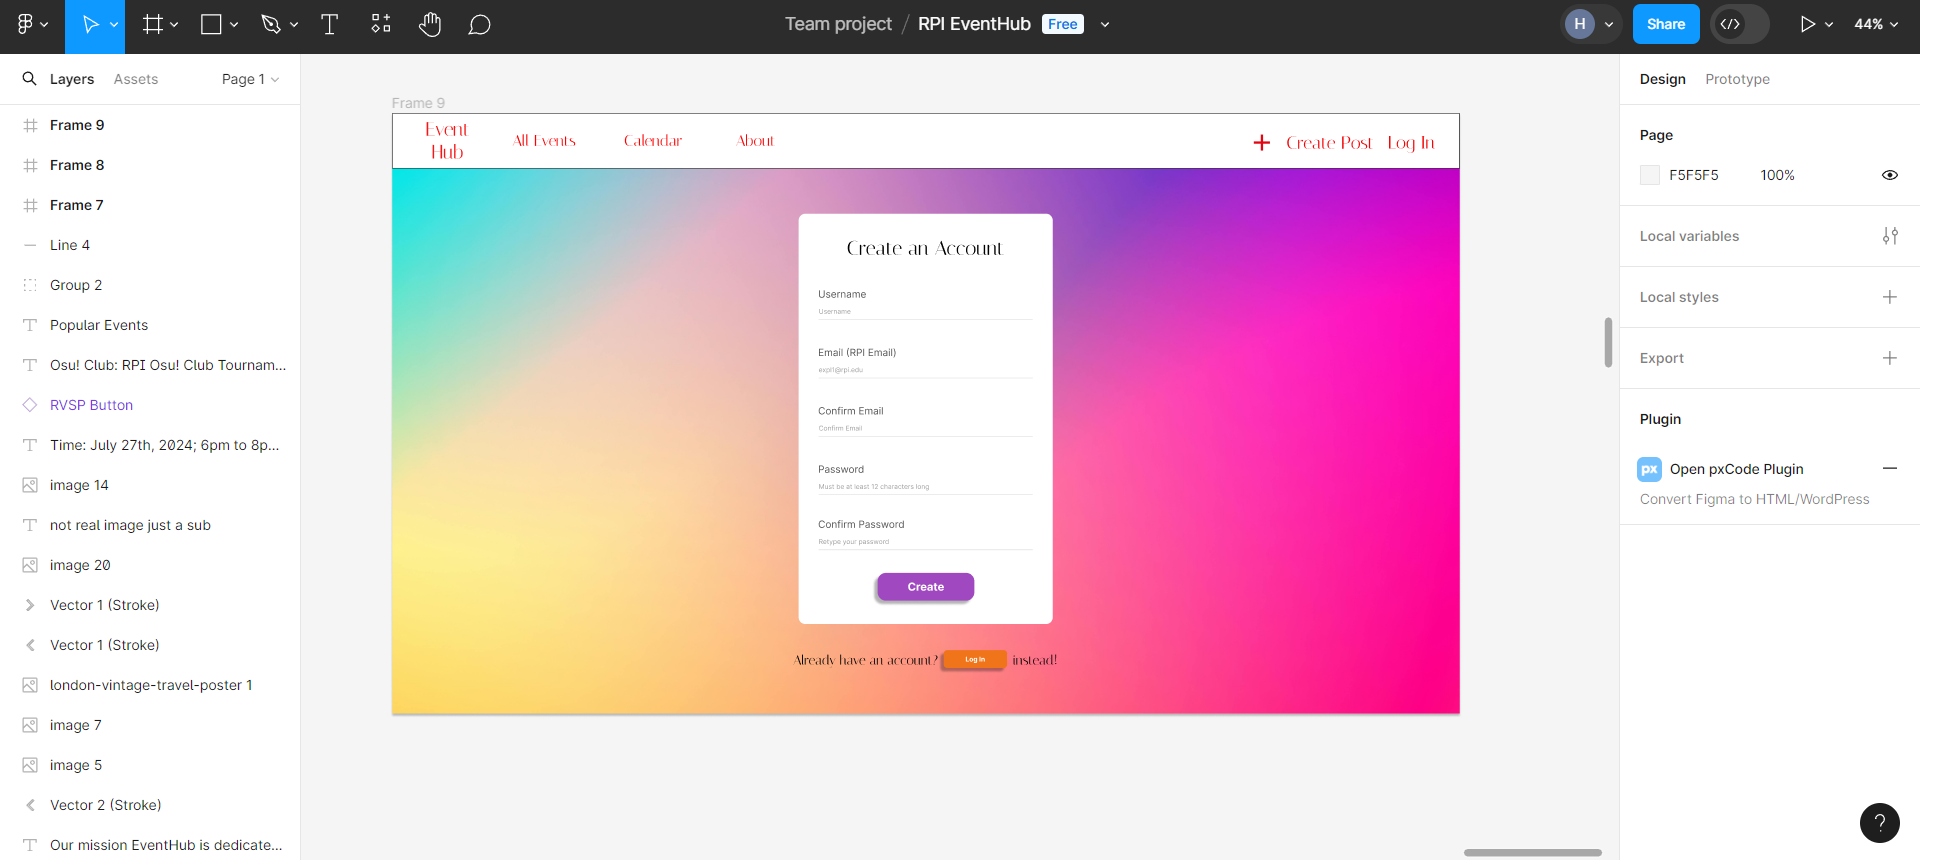 Team project / RPI EventHub Free
H
Share
44%
Layers Assets Page 1
Frame 9
Frame 8
Frame 7
Line 4
Group 2
Popular Events
Osu! Club: RPI Osu! Club Tournam...
RVSP Button
Time: July 27th, 2024; 6pm to 8p...
image 14
not real image just a sub
image 20
Vector 1 (Stroke)
Vector 1 (Stroke)
london-vintage-travel-poster 1
image 7
image 5
Vector 2 (Stroke)
Our mission EventHub is dedicate...
Frame 9
Event
Hub
All Events
Calendar
About
+ Create Post
Log In
Create an Account
Username
Username
Email (RPI Email)
expl1@rpi.edu
Confirm Email
Confirm Email
Password
Must be at least 12 characters long
Confirm Password
Retype your password
Create
Already have an account? Log In instead!
Design Prototype
Page
F5F5F5 100%
Local variables
Local styles
Export
Plugin
px Open pxCode Plugin
Convert Figma to HTML/WordPress
?